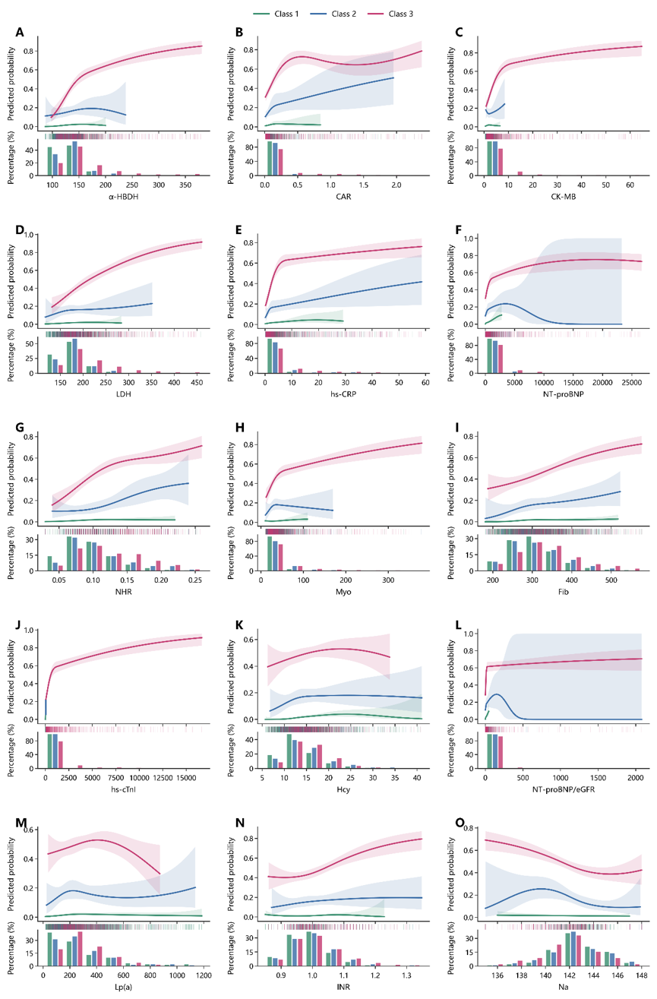 Class 1 Class 2 Class 3
A B C
Predicted probability Predicted probability Predicted probability
0.8 0.8 0.8
0.6 0.6 0.6
0.4 0.4 0.4
0.2 0.2 0.2
0.0 0.0 0.0
Percentage (%) Percentage (%) Percentage (%)
40 80 80
20 40 40
0 0 0
100 150 200 250 300 350 0.0 0.5 1.0 1.5 2.0 0 10 20 30 40 50 60
α-HBDH CAR CK-MB
D E F
Predicted probability Predicted probability Predicted probability
1.0 0.8 1.0
0.8 0.6 0.8
0.6 0.4 0.6
0.4 0.2 0.4
0.2 0.0 0.2
0.0 0.0
Percentage (%) Percentage (%) Percentage (%)
50 80 80
25 40 40
0 0 0
150 200 250 300 350 400 450 0 10 20 30 40 50 60 0 5000 10000 15000 20000 25000
LDH hs-CRP NT-proBNP
G H I
Predicted probability Predicted probability Predicted probability
0.8 0.8 0.8
0.6 0.6 0.6
0.4 0.4 0.4
0.2 0.2 0.2
0.0 0.0 0.0
Percentage (%) Percentage (%) Percentage (%)
30 80 30
15 40 15
0 0 0
0.05 0.10 0.15 0.20 0.25 0 100 200 300 200 300 400 500
NHR Myo Fib
J K L
Predicted probability Predicted probability Predicted probability
1.0 0.6 1.0
0.8 0.4 0.8
0.6 0.2 0.6
0.4 0.0 0.4
0.2 0.2
0.0 0.0
Percentage (%) Percentage (%) Percentage (%)
80 40 80
40 20 40
0 0 0
0 2500 5000 7500 10000 12500 15000 5 10 15 20 25 30 35 40 0 500 1000 1500 2000
hs-cTnI Hcy NT-proBNP/eGFR
M N O
Predicted probability Predicted probability Predicted probability
0.6 0.8 0.8
0.4 0.6 0.6
0.2 0.4 0.4
0.0 0.2 0.2
0.0 0.0
Percentage (%) Percentage (%) Percentage (%)
30 30 30
15 15 15
0 0 0
0 200 400 600 800 1000 1200 0.9 1.0 1.1 1.2 1.3 136 138 140 142 144 146 148
Lp(a) INR Na